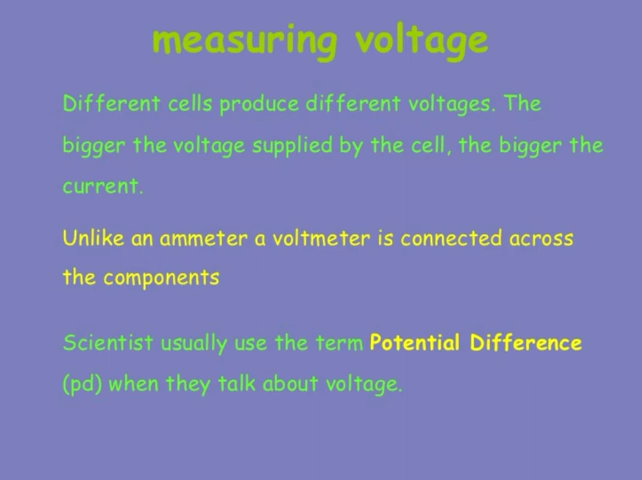 measuring voltage
Different cells produce different voltages. The
bigger the voltage supplied by the cell, the bigger the
current.
Unlike an ammeter a voltmeter is connected across
the components
Scientist usually use the term Potential Difference
(pd) when they talk about voltage.